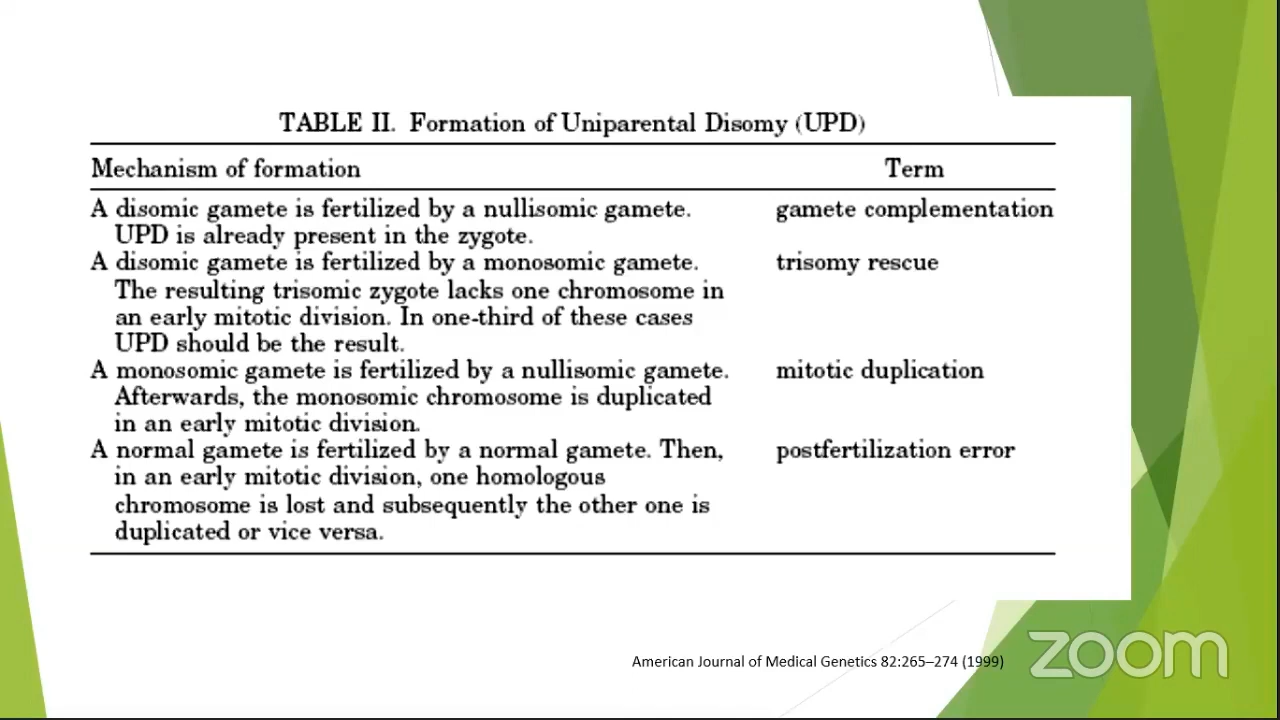 TABLE II. Formation of Uniparental Disomy (UPD)
Mechanism of formation Term
A disomic gamete is fertilized by a nullisomic gamete. gamete complementation
UPD is already present in the zygote.
A disomic gamete is fertilized by a monosomic gamete. trisomy rescue
The resulting trisomic zygote lacks one chromosome in
an early mitotic division. In one-third of these cases
UPD should be the result.
A monosomic gamete is fertilized by a nullisomic gamete. mitotic duplication
Afterwards, the monosomic chromosome is duplicated
in an early mitotic division.
A normal gamete is fertilized by a normal gamete. Then, postfertilization error
in an early mitotic division, one homologous
chromosome is lost and subsequently the other one is
duplicated or vice versa.
American Journal of Medical Genetics 82:265–274 (1999)
zoom